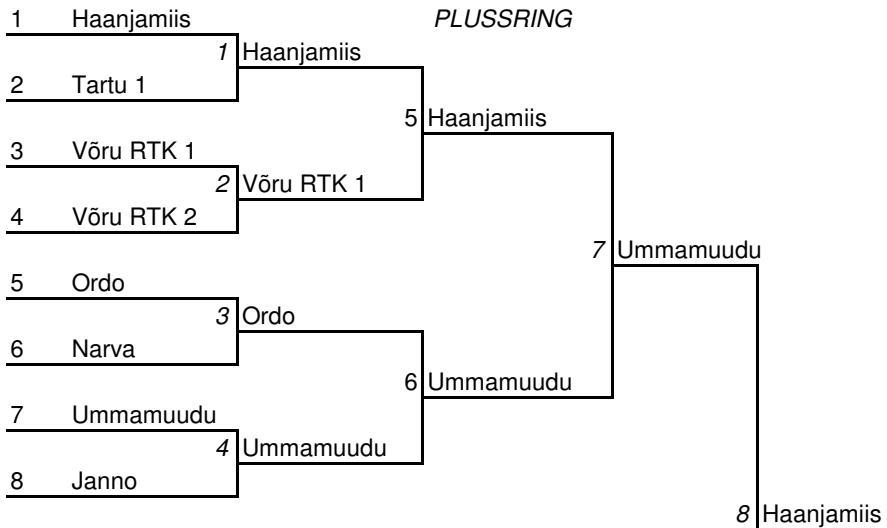 1 Haanjamiis PLUSSRING
1 Haanjamiis
2 Tartu 1
5 Haanjamiis
3 Võru RTK 1
2 Võru RTK 1
4 Võru RTK 2
7 Ummamuudu
5 Ordo
3 Ordo
6 Narva
6 Ummamuudu
7 Ummamuudu
4 Ummamuudu
8 Janno
8 Haanjamiis